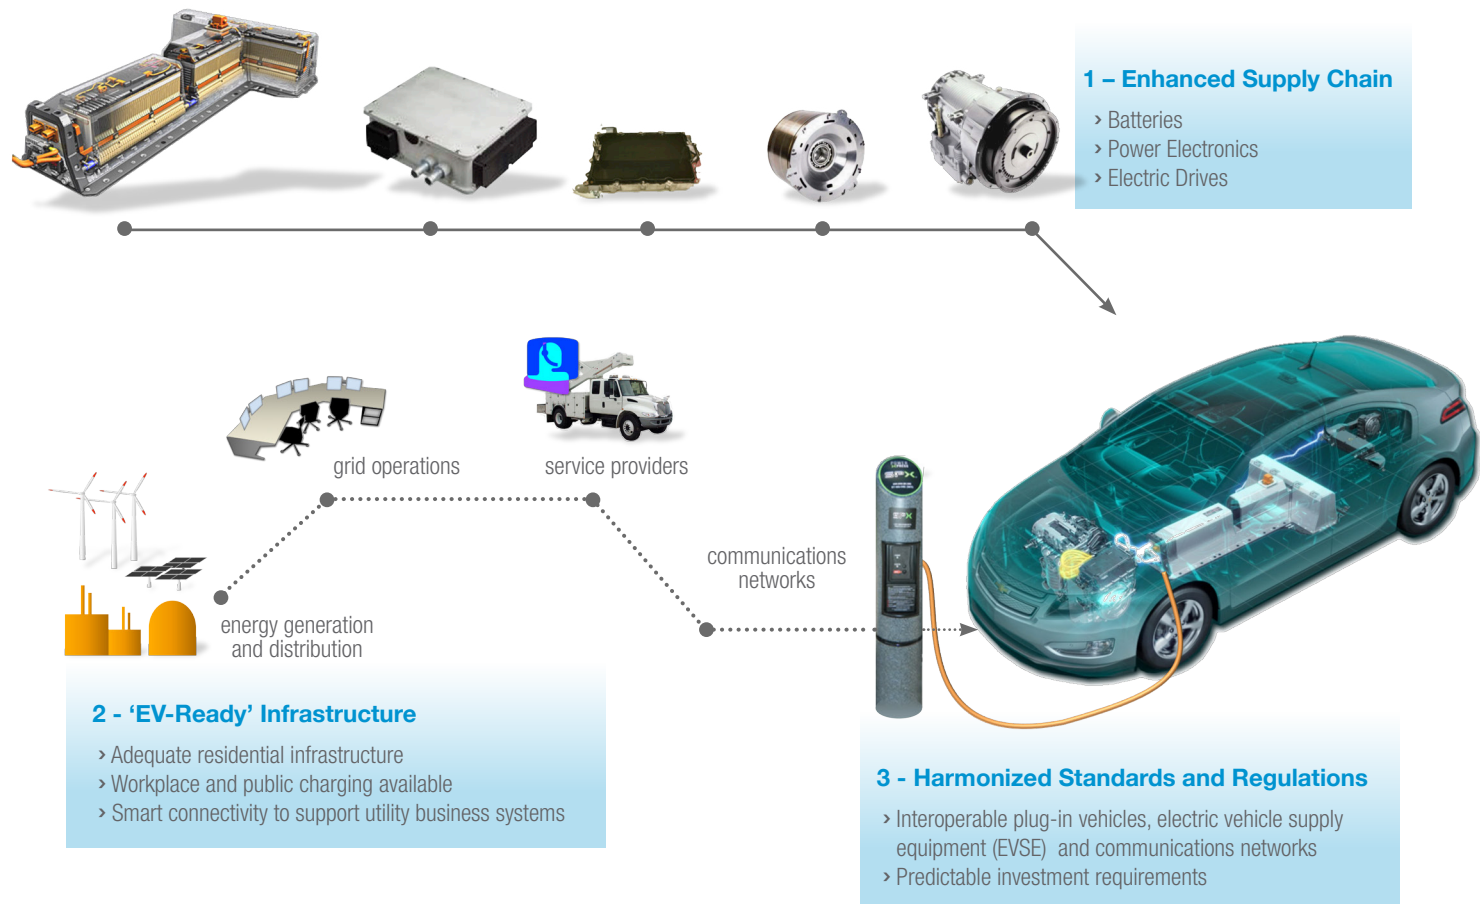 1 – Enhanced Supply Chain
› Batteries
› Power Electronics
› Electric Drives
grid operations
service providers
communications
networks
energy generation
and distribution
SPX
SPX
2 - ‘EV-Ready’ Infrastructure
› Adequate residential infrastructure
› Workplace and public charging available
› Smart connectivity to support utility business systems
3 - Harmonized Standards and Regulations
› Interoperable plug-in vehicles, electric vehicle supply
equipment (EVSE) and communications networks
› Predictable investment requirements